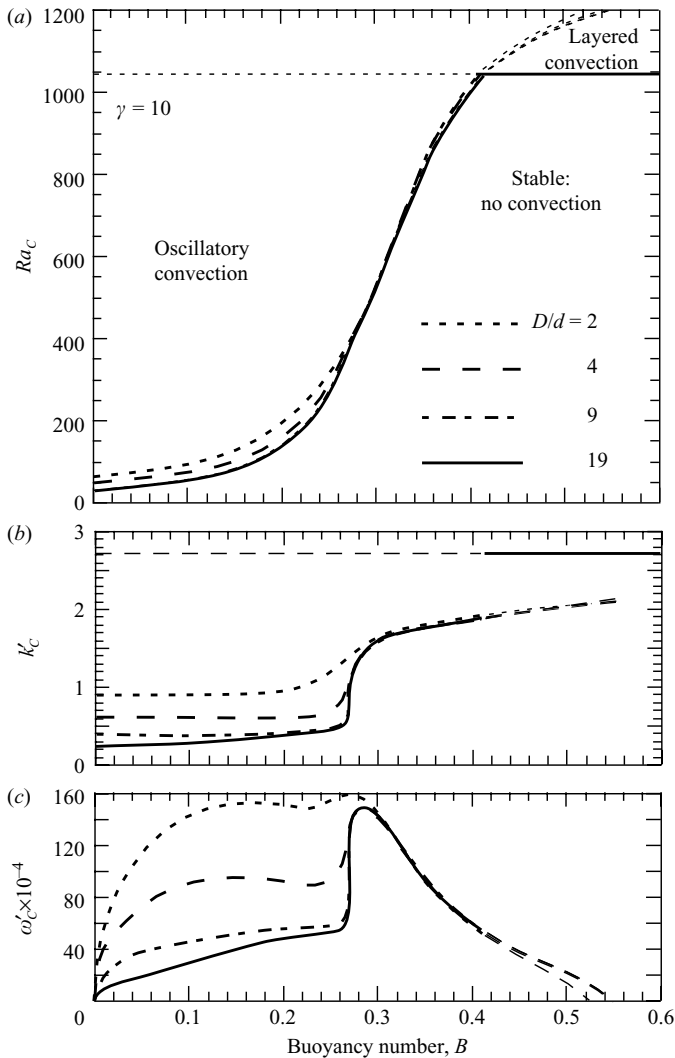 (a)
1200
1000
800
600
400
200
0
Ra_C
γ = 10
Layered
convection
Stable:
no convection
Oscillatory
convection
D/d = 2
4
9
19
(b)
3
2
1
0
k′_C
(c)
160
120
80
40
0
ω′_C×10⁻⁴
0.1
0.2
0.3
0.4
0.5
0.6
Buoyancy number, B